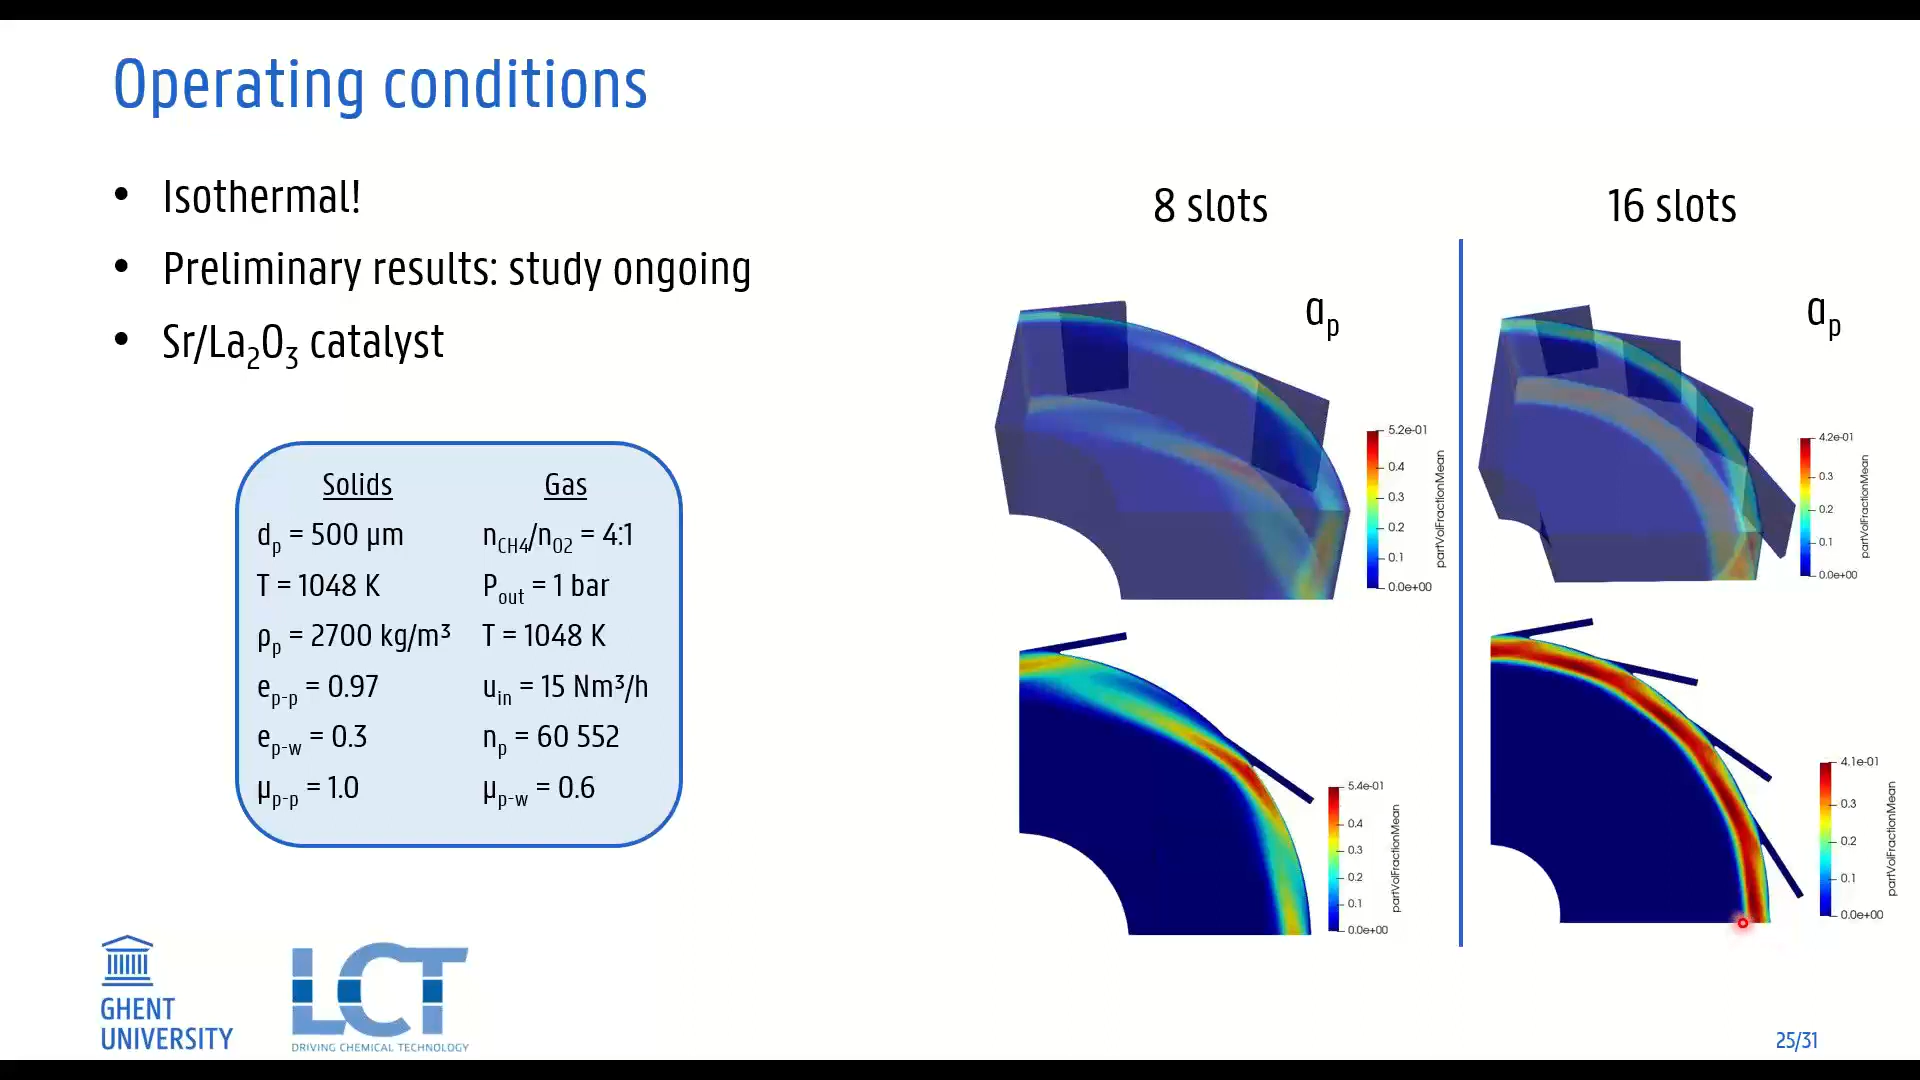 Operating conditions
• Isothermal!
• Preliminary results: study ongoing
• Sr/La₂O₃ catalyst
Solids Gas
dₚ = 500 µm n_CH4/n_O2 = 4:1
T = 1048 K P_out = 1 bar
ρₚ = 2700 kg/m³ T = 1048 K
e_p-p = 0.97 u_in = 15 Nm³/h
e_p-w = 0.3 nₚ = 60 552
µ_p-p = 1.0 µ_p-w = 0.6
8 slots
αₚ
5.2e-01
0.4
0.3
0.2
0.1
0.0e+00
partVolFractionMean
5.4e-01
0.4
0.3
0.2
0.1
0.0e+00
partVolFractionMean
16 slots
αₚ
4.2e-01
0.3
0.2
0.1
0.0e+00
partVolFractionMean
4.1e-01
0.3
0.2
0.1
0.0e+00
partVolFractionMean
GHENT
UNIVERSITY
LCT
DRIVING CHEMICAL TECHNOLOGY
25/31